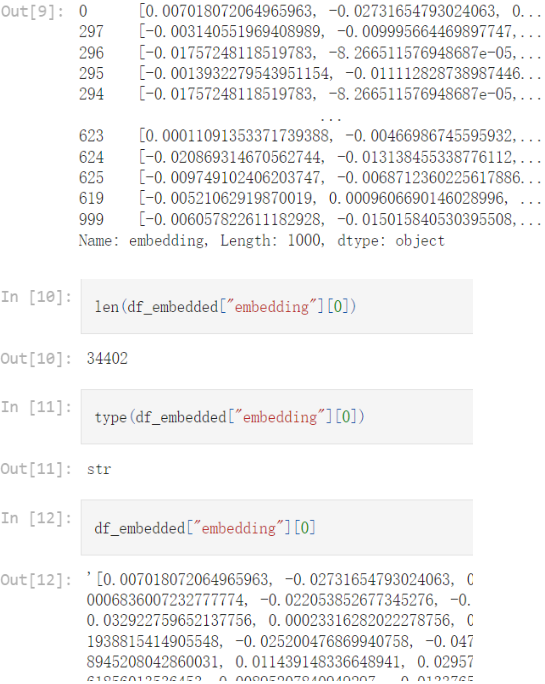 Out[9]: 0 [0.007018072064965963, -0.02731654793024063, 0...
297 [-0.003140551969408989, -0.009995664469897747,...
296 [-0.01757248118519783, -8.266511576948687e-05,...
295 [-0.0013932279543951154, -0.011112828738987446...
294 [-0.01757248118519783, -8.266511576948687e-05,...
...
623 [0.00011091353371739388, -0.00466986745595932,...
624 [-0.020869314670562744, -0.013138455338776112,...
625 [-0.009749102406203747, -0.0068712360225617886...
619 [-0.00521062919870019, 0.0009606690146028996, ...
999 [-0.006057822611182928, -0.015015840530395508,...
Name: embedding, Length: 1000, dtype: object
In [10]: len(df_embedded["embedding"][0])
Out[10]: 34402
In [11]: type(df_embedded["embedding"][0])
Out[11]: str
In [12]: df_embedded["embedding"][0]
Out[12]: '[0.007018072064965963, -0.02731654793024063, 0
0006836007232777774, -0.022053852677345276, -0.
0.032922759652137756, 0.00023316282022278756, 0
1938815414905548, -0.025200476869940758, -0.047
8945208042860031, 0.011439148336648941, 0.02957